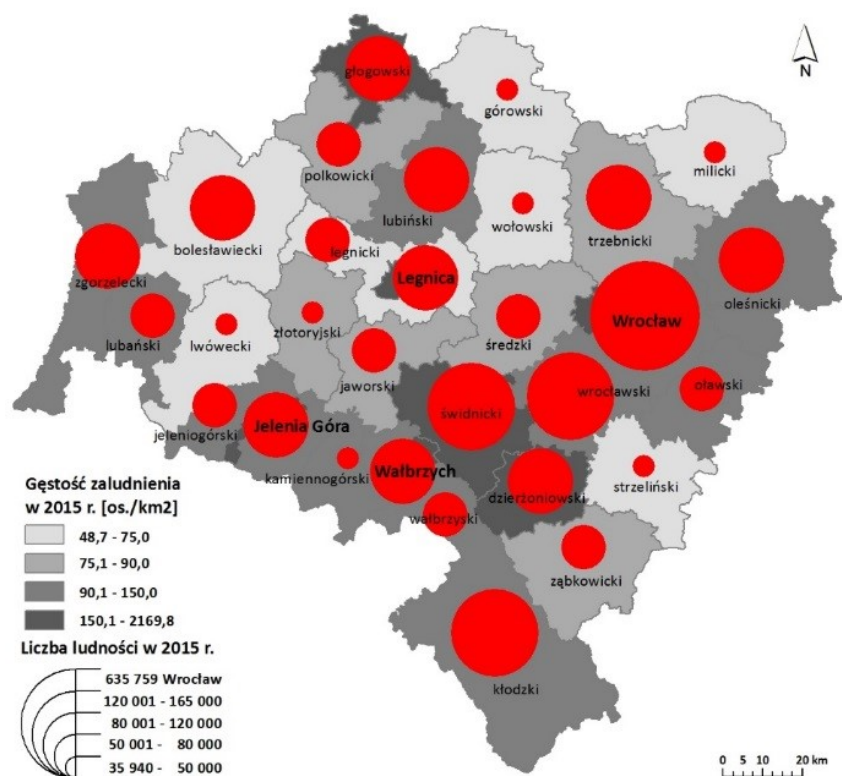 N
głogowski
górowski
milicki
polkowicki
lubiński
wołowski
trzebnicki
bolesławiecki
legnicki
zgorzelecki
Legnica
oleśnicki
Wrocław
lubański
lwówecki
złotoryjski
średzki
jaworski
wrocławski
oławski
świdnicki
jeleniogórski
Jelenia Góra
kamiennogórski
Wałbrzych
strzeliński
dzierżoniowski
wałbrzyski
ząbkowicki
kłodzki
Gęstość zaludnienia
w 2015 r. [os./km2]
48,7 - 75,0
75,1 - 90,0
90,1 - 150,0
150,1 - 2169,8
Liczba ludności w 2015 r.
635 759 Wrocław
120 001 - 165 000
80 001 - 120 000
50 001 - 80 000
35 940 - 50 000
0 5 10 20 km